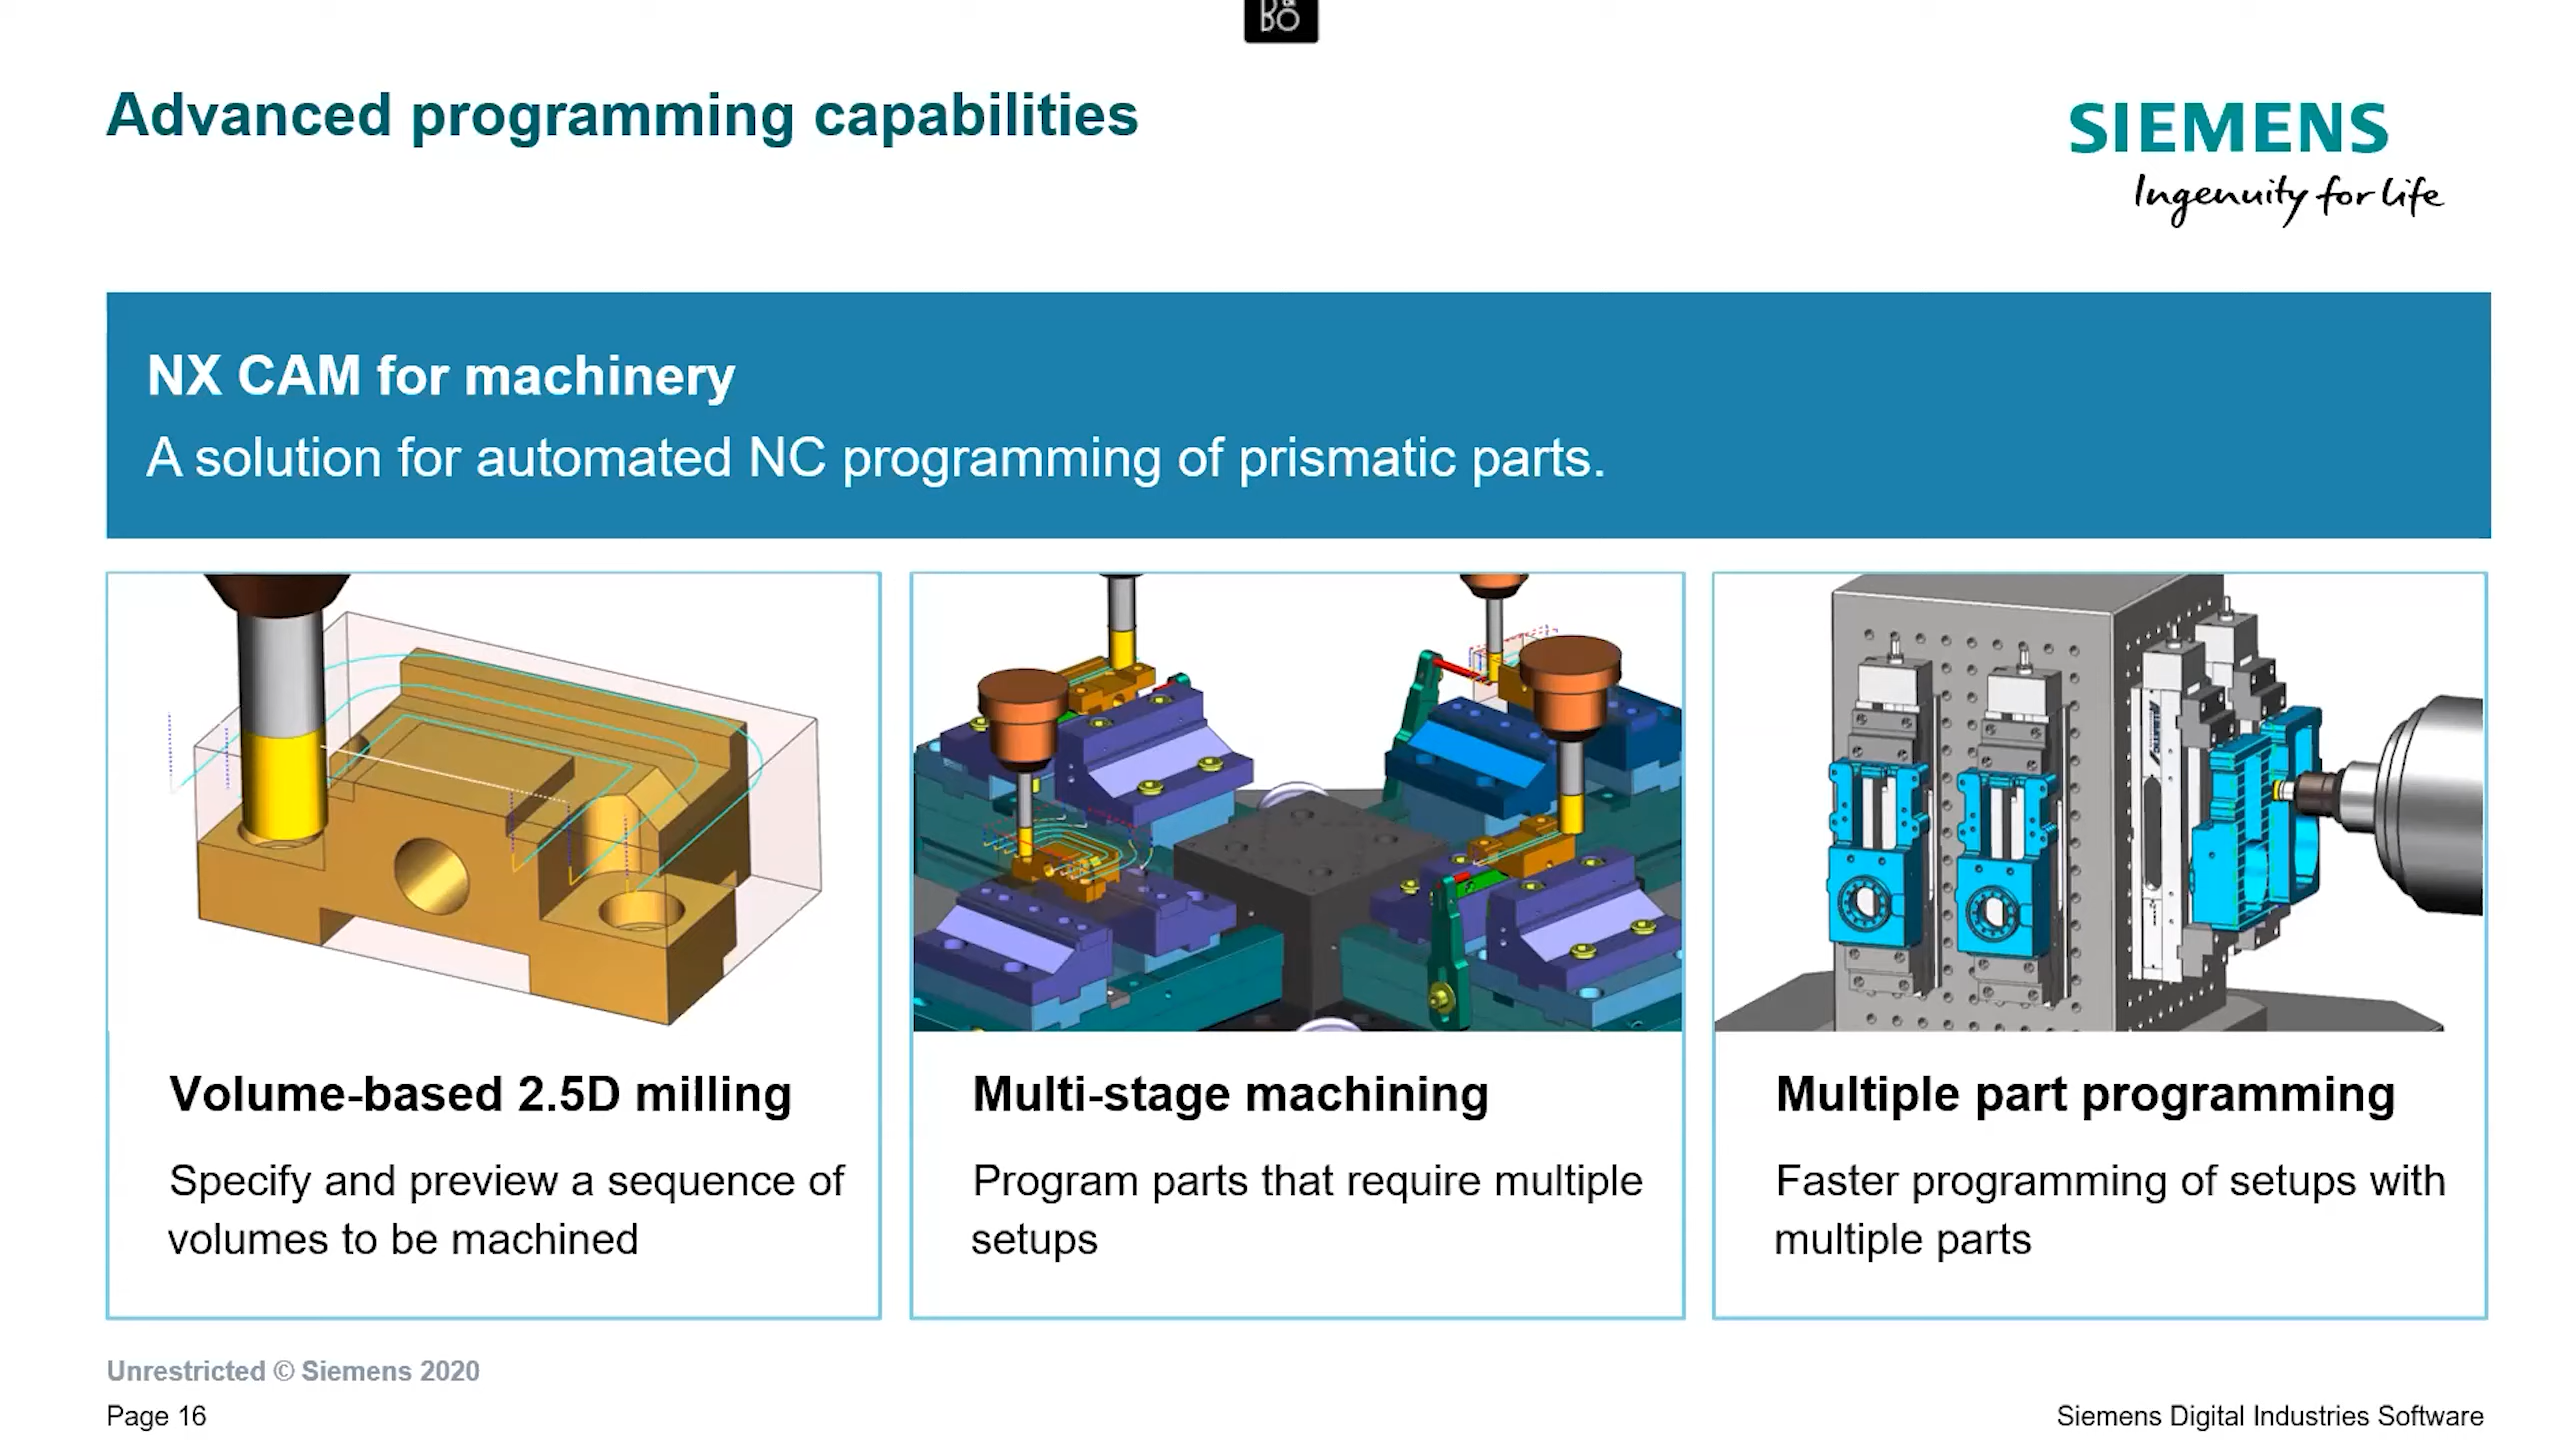 BO
Advanced programming capabilities
SIEMENS
Ingenuity for life
NX CAM for machinery
A solution for automated NC programming of prismatic parts.
Volume-based 2.5D milling
Specify and preview a sequence of
volumes to be machined
Multi-stage machining
Program parts that require multiple
setups
Multiple part programming
Faster programming of setups with
multiple parts
Unrestricted © Siemens 2020
Page 16
Siemens Digital Industries Software